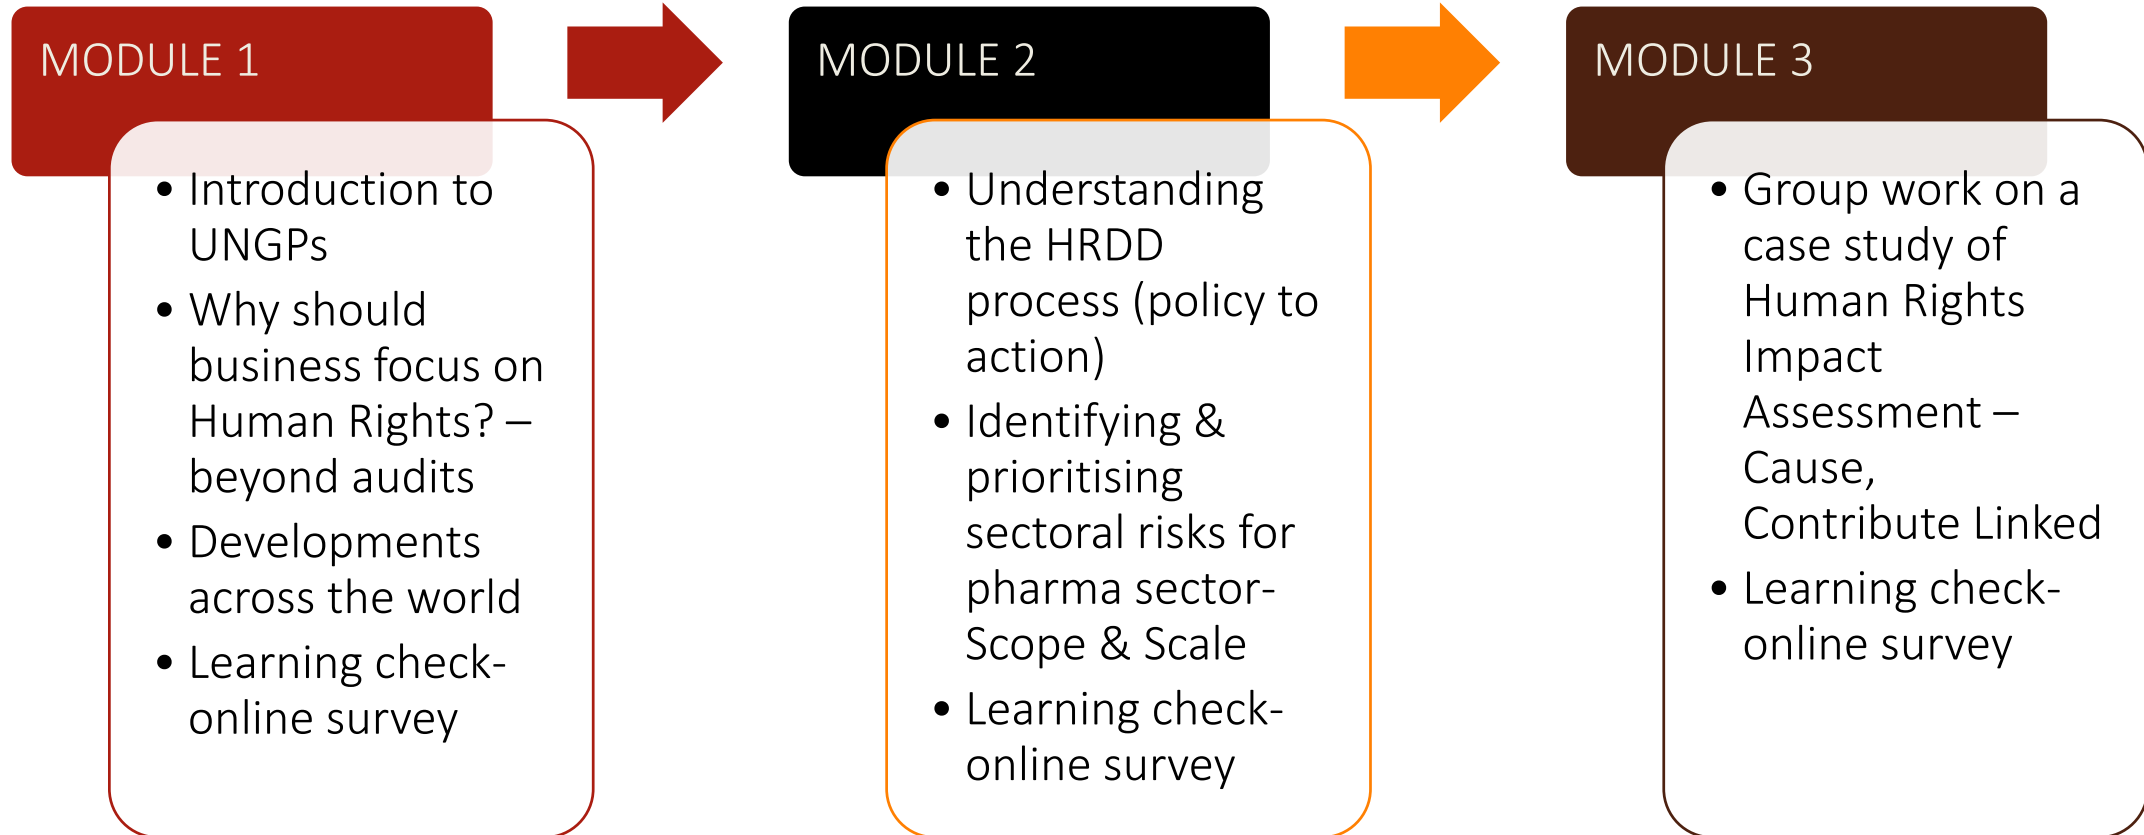 MODULE 1
• Introduction to
UNGPs
• Why should
business focus on
Human Rights? –
beyond audits
• Developments
across the world
• Learning check-
online survey
MODULE 2
• Understanding
the HRDD
process (policy to
action)
• Identifying &
prioritising
sectoral risks for
pharma sector-
Scope & Scale
• Learning check-
online survey
MODULE 3
• Group work on a
case study of
Human Rights
Impact
Assessment –
Cause,
Contribute Linked
• Learning check-
online survey